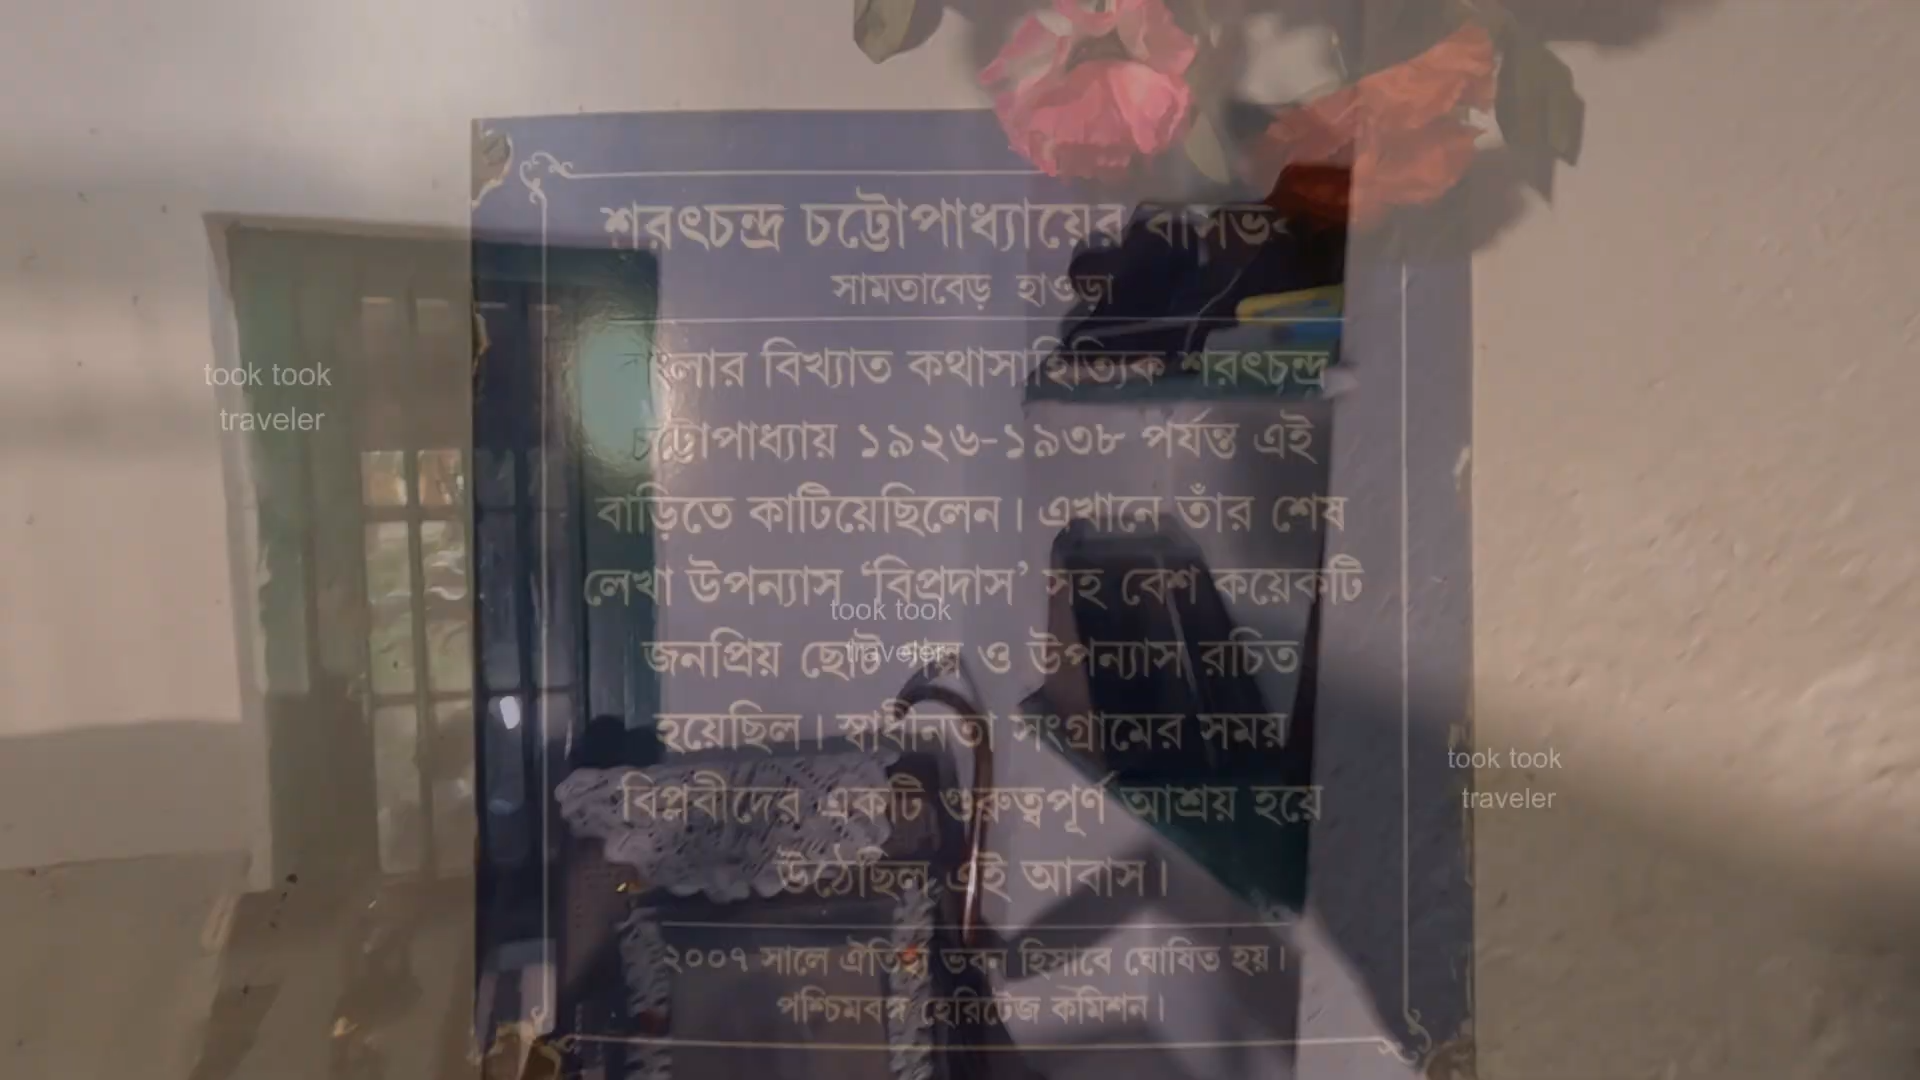 শরৎচন্দ্র চট্টোপাধ্যায়ের
সামতাবেড় হাওড়া
বাংলার বিখ্যাত কথাসাহিত্যিক শরৎচন্দ্র
চট্টোপাধ্যায় ১৯২৬-১৯৩৮ পর্যন্ত এই
বাড়িতে কাটিয়েছিলেন। এখানে তাঁর শেষ
লেখা উপন্যাস ‘বিপ্রদাস’ সহ বেশ কয়েকটি
জনপ্রিয় ছোট গল্প ও উপন্যাস রচিত
হয়েছিল। স্বাধীনতা সংগ্রামের সময়
বিপ্লবীদের একটি গুরুত্বপূর্ণ আশ্রয় হয়ে
উঠেছিল এই আবাস।
২০০৭ সালে ঐতিহ্য ভবন হিসাবে ঘোষিত হয়।
পশ্চিমবঙ্গ হেরিটেজ কমিশন।
took took
traveler
took took
traveler
took took
traveler